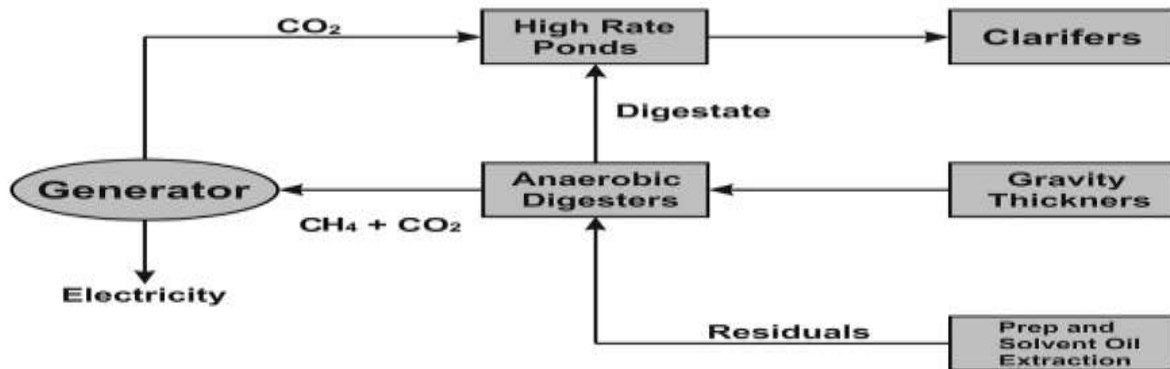 CO₂
High Rate
Ponds
Clarifers
Digestate
Generator
Anaerobic
Digesters
Gravity
Thickners
CH₄ + CO₂
Electricity
Residuals
Prep and
Solvent Oil
Extraction